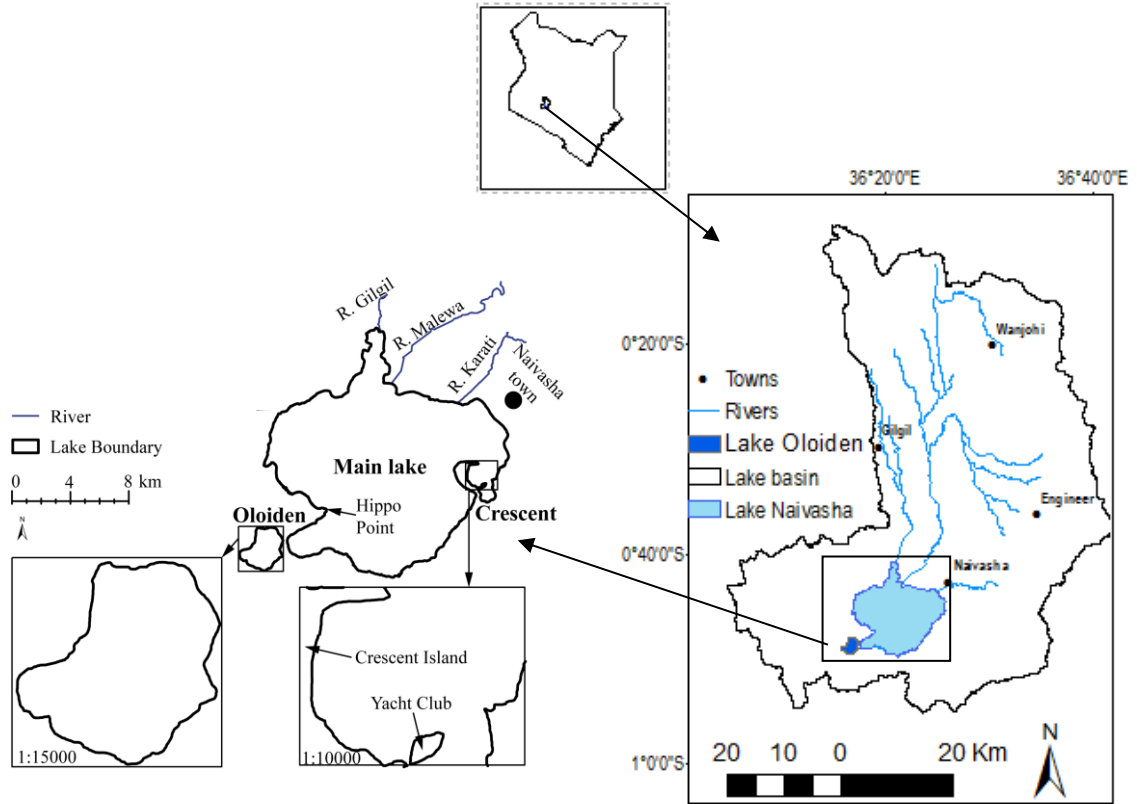 36°20'0"E
36°40'0"E
0°20'0"S
0°40'0"S
1°0'0"S
Wanjohi
Gilgil
Engineer
Naivasha
Towns
Rivers
Lake Oloiden
Lake basin
Lake Naivasha
20 10 0 20 Km
N
R. Gilgil
R. Malewa
R. Karati
Naivasha
town
River
Lake Boundary
0 4 8 km
N
Main lake
Hippo
Point
Oloiden
Crescent
1:15000
Crescent Island
Yacht Club
1:10000